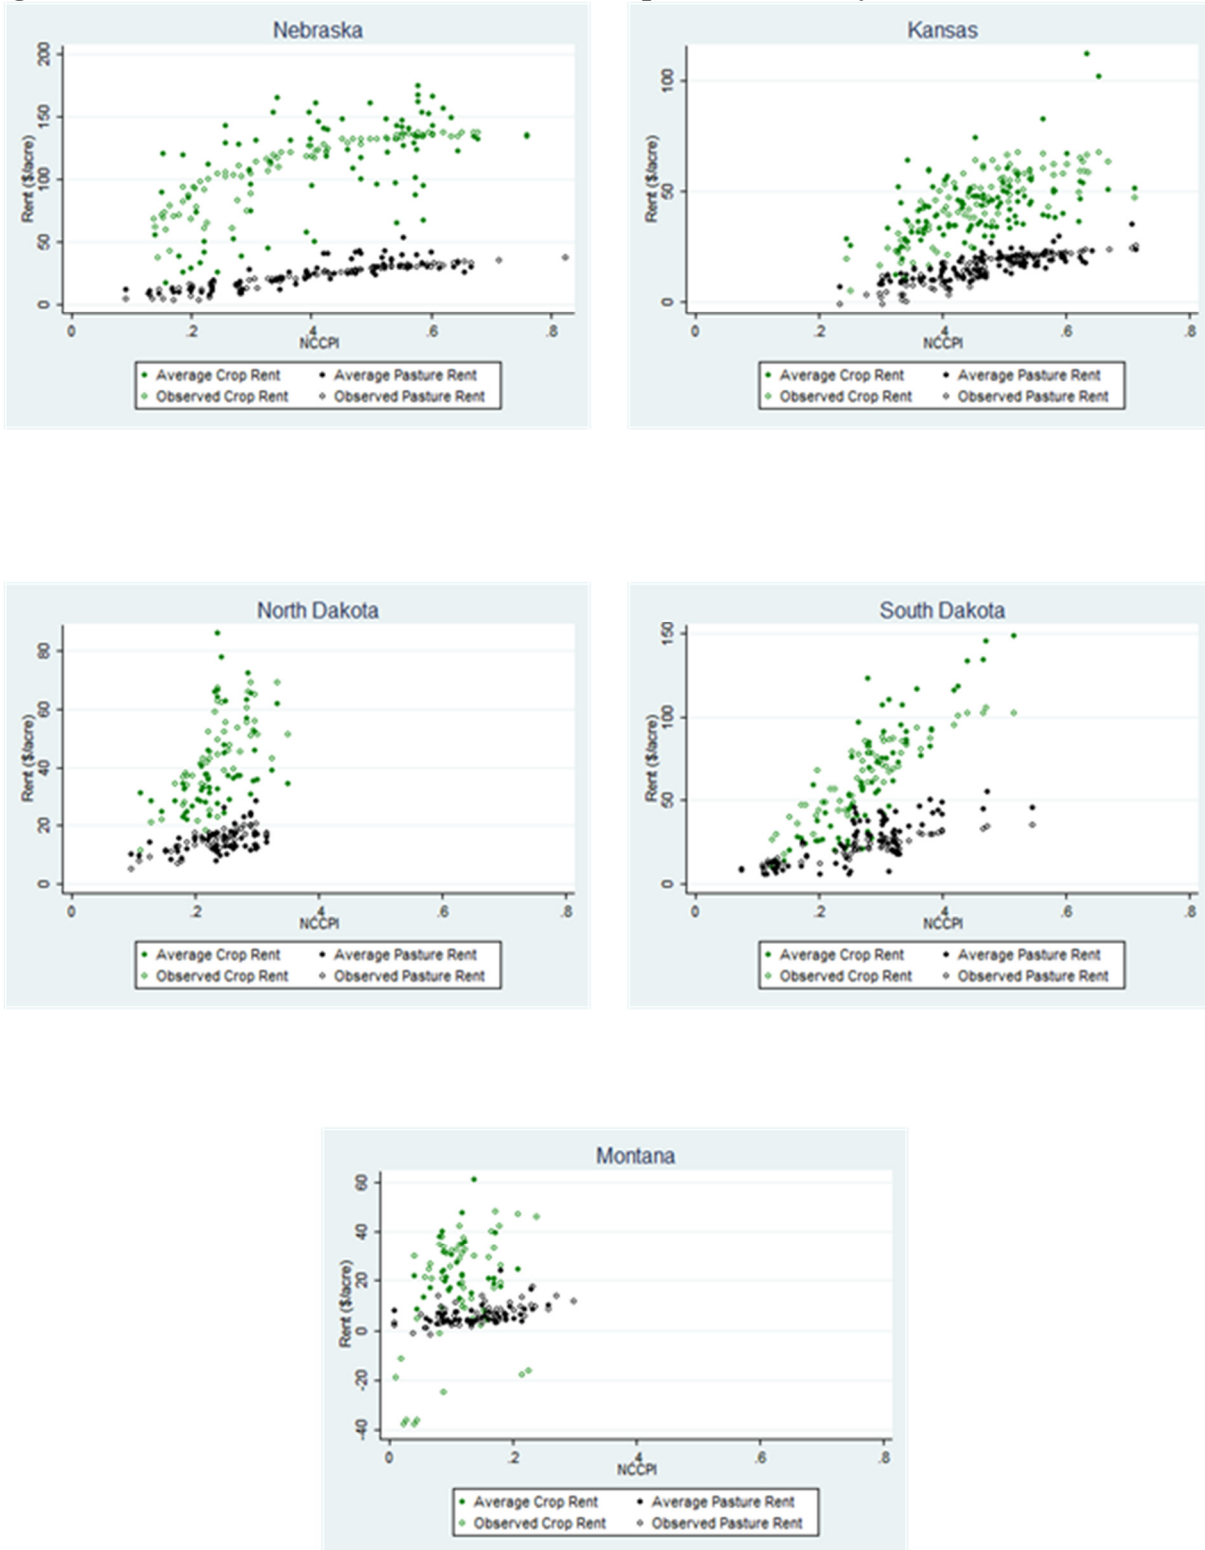 Nebraska
Rent ($/acre)
200
150
100
50
0
0 .2 .4 .6 .8
NCCPI
Average Crop Rent Average Pasture Rent
Observed Crop Rent Observed Pasture Rent
Kansas
Rent ($/acre)
100
50
0
0 .2 .4 .6 .8
NCCPI
Average Crop Rent Average Pasture Rent
Observed Crop Rent Observed Pasture Rent
North Dakota
Rent ($/acre)
80
60
40
20
0
0 .2 .4 .6 .8
NCCPI
Average Crop Rent Average Pasture Rent
Observed Crop Rent Observed Pasture Rent
South Dakota
Rent ($/acre)
150
100
50
0
0 .2 .4 .6 .8
NCCPI
Average Crop Rent Average Pasture Rent
Observed Crop Rent Observed Pasture Rent
Montana
Rent ($/acre)
60
40
20
0
-20
-40
0 .2 .4 .6 .8
NCCPI
Average Crop Rent Average Pasture Rent
Observed Crop Rent Observed Pasture Rent